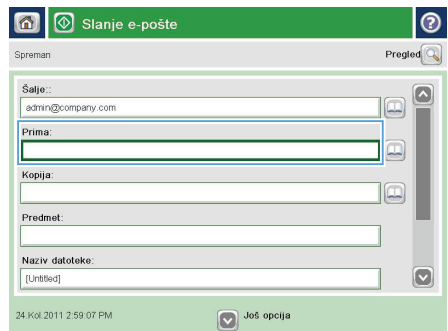 Slanje e-pošte
Spreman
Pregled
Šalje::
admin@company.com
Prima:
Kopija:
Predmet:
Naziv datoteke:
[Untitled]
24.Kol.2011 2:59:07 PM
Još opcija